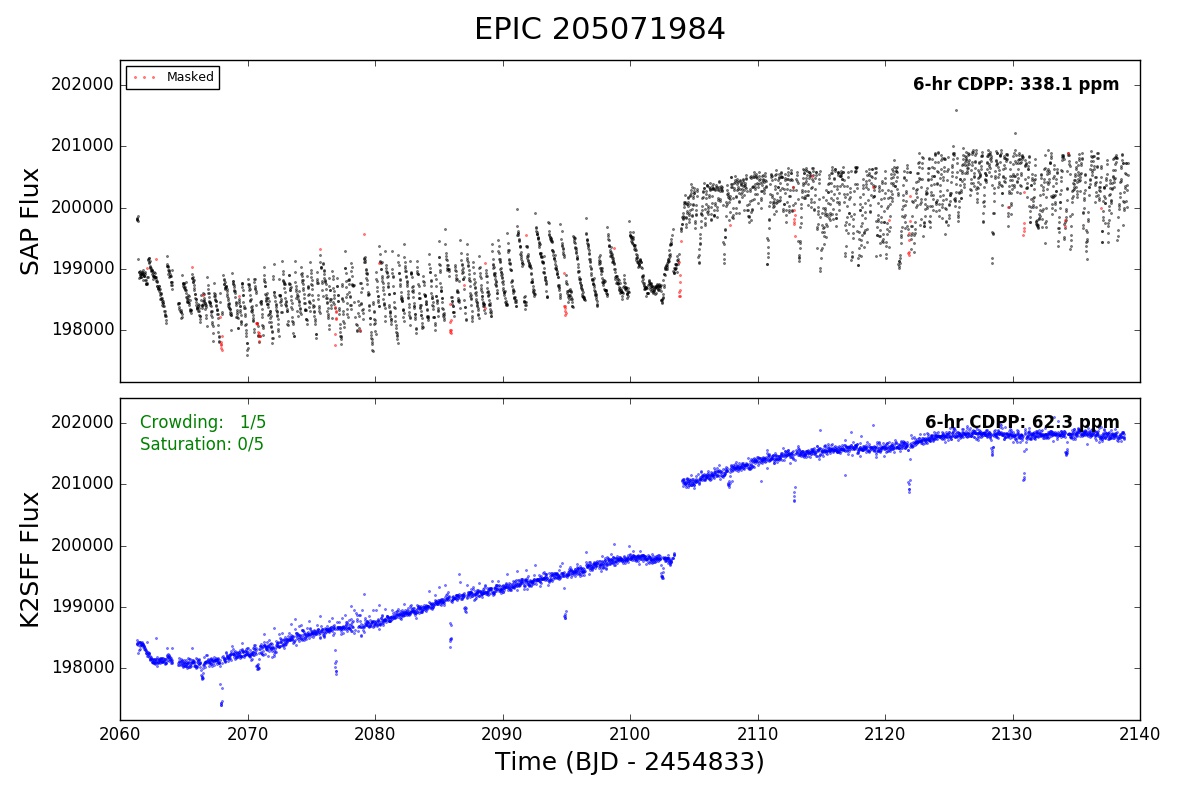 EPIC 205071984
Masked
6-hr CDPP: 338.1 ppm
SAP Flux
202000
201000
200000
199000
198000
Crowding: 1/5
Saturation: 0/5
6-hr CDPP: 62.3 ppm
K2SFF Flux
202000
201000
200000
199000
198000
2060 2070 2080 2090 2100 2110 2120 2130 2140
Time (BJD - 2454833)